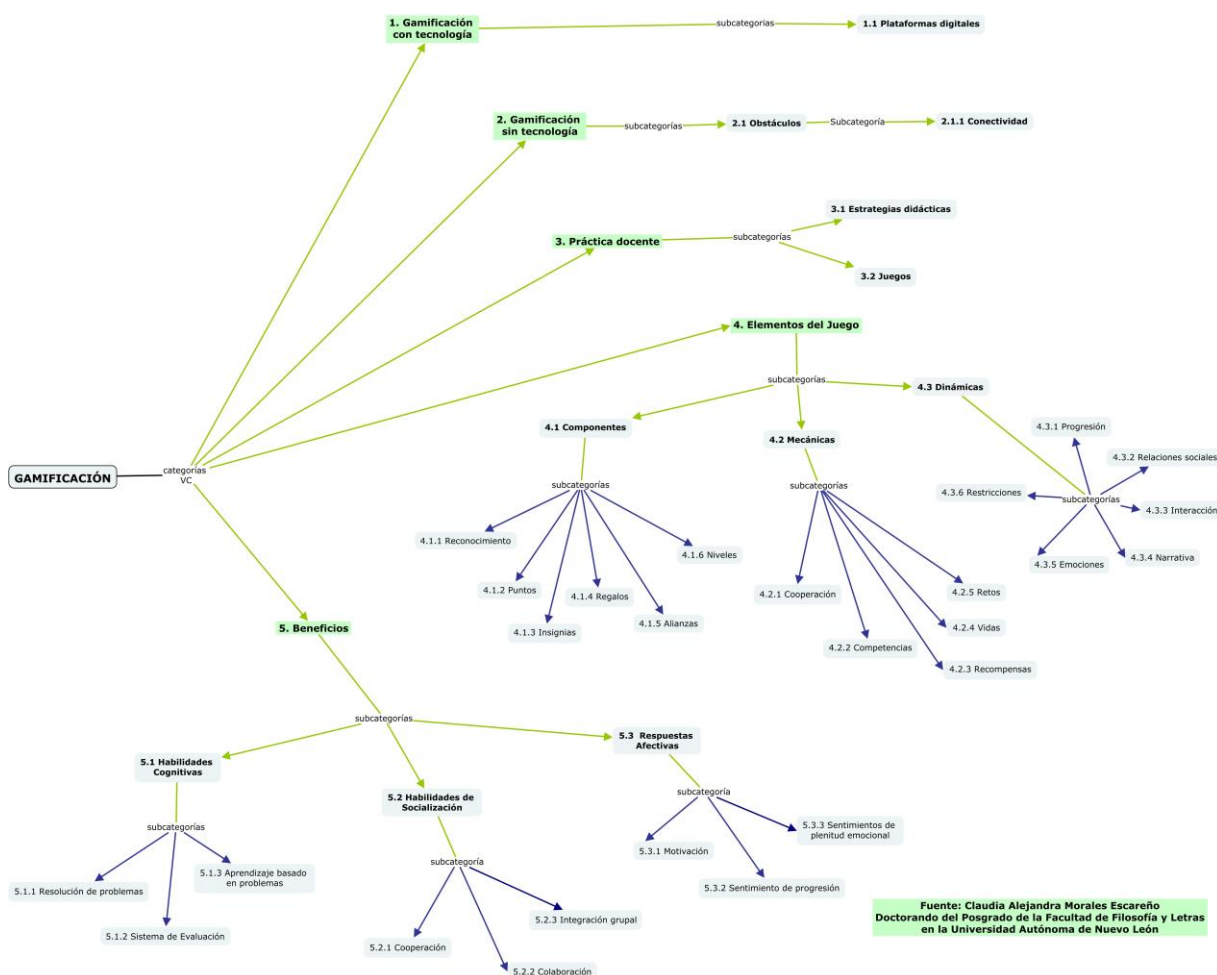 1. Gamificación
con tecnología
subcategorias
1.1 Plataformas digitales
2. Gamificación
sin tecnología
subcategorías
2.1 Obstáculos
Subcategoría
2.1.1 Conectividad
3. Práctica docente
subcategorías
3.1 Estrategias didácticas
3.2 Juegos
4. Elementos del Juego
subcategorías
4.1 Componentes
subcategorías
4.1.1 Reconocimiento
4.1.2 Puntos
4.1.3 Insignias
4.1.4 Regalos
4.1.5 Alianzas
4.1.6 Niveles
4.2 Mecánicas
subcategorías
4.2.1 Cooperación
4.2.2 Competencias
4.2.3 Recompensas
4.2.4 Vidas
4.2.5 Retos
4.3 Dinámicas
subcategorías
4.3.1 Progresión
4.3.2 Relaciones sociales
4.3.3 Interacción
4.3.4 Narrativa
4.3.5 Emociones
4.3.6 Restricciones
GAMIFICACIÓN
categorías
VC
5. Beneficios
subcategorías
5.1 Habilidades
Cognitivas
subcategorías
5.1.1 Resolución de problemas
5.1.2 Sistema de Evaluación
5.1.3 Aprendizaje basado
en problemas
5.2 Habilidades de
Socialización
subcategoría
5.2.1 Cooperación
5.2.2 Colaboración
5.2.3 Integración grupal
5.3 Respuestas
Afectivas
subcategoría
5.3.1 Motivación
5.3.2 Sentimiento de progresión
5.3.3 Sentimientos de
plenitud emocional
Fuente: Claudia Alejandra Morales Escareño
Doctorando del Posgrado de la Facultad de Filosofía y Letras
en la Universidad Autónoma de Nuevo León